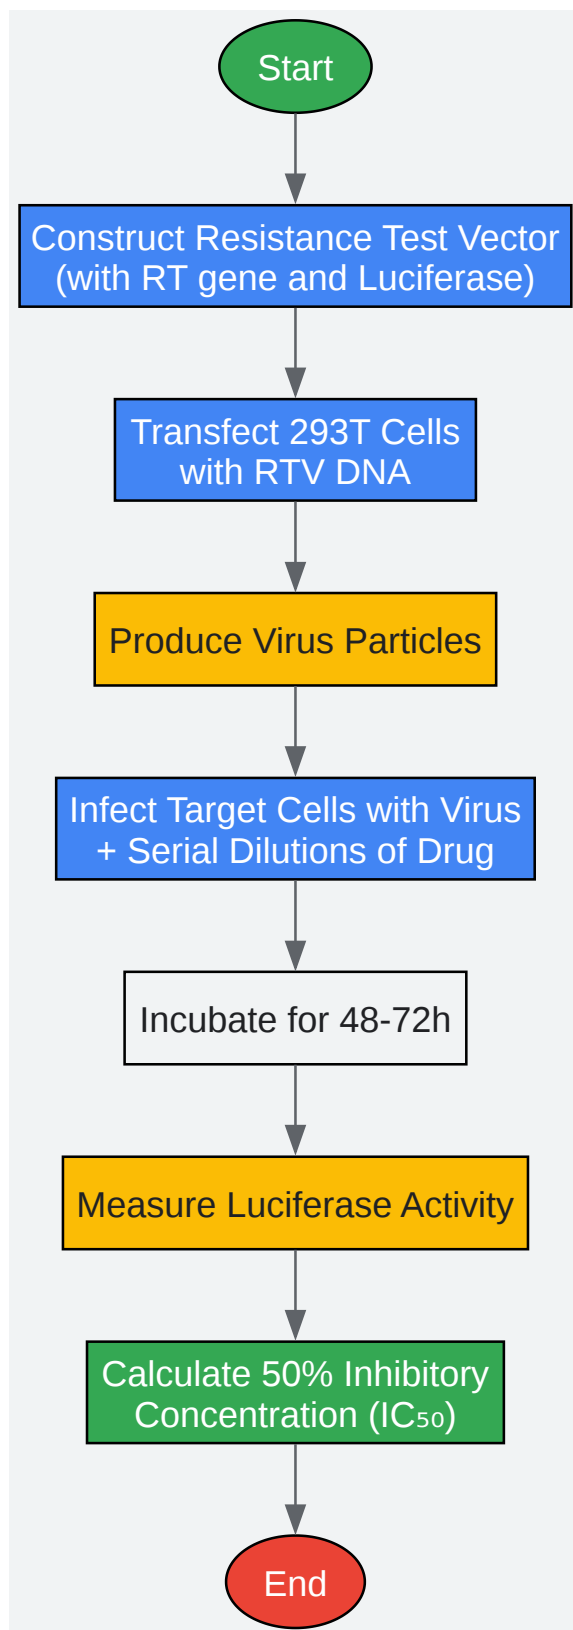 Start
Construct Resistance Test Vector
(with RT gene and Luciferase)
Transfect 293T Cells
with RTV DNA
Produce Virus Particles
Infect Target Cells with Virus
+ Serial Dilutions of Drug
Incubate for 48-72h
Measure Luciferase Activity
Calculate 50% Inhibitory
Concentration (IC₅₀)
End